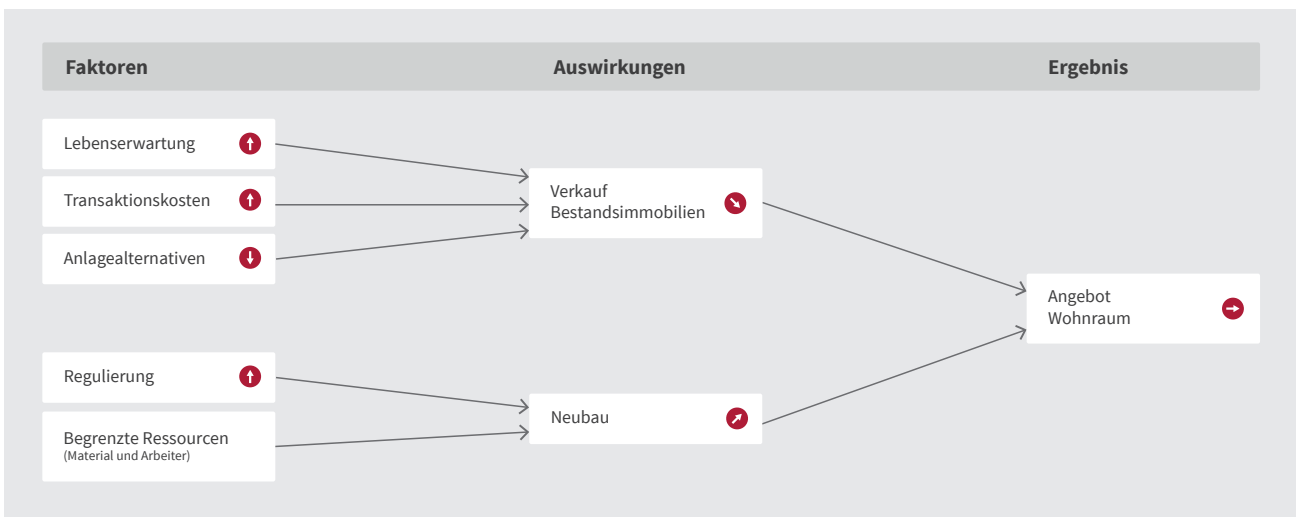 Faktoren
Auswirkungen
Ergebnis
Lebenserwartung
Transaktionskosten
Anlagealternativen
Verkauf
Bestandsimmobilien
Angebot
Wohnraum
Regulierung
Begrenzte Ressourcen
(Material und Arbeiter)
Neubau